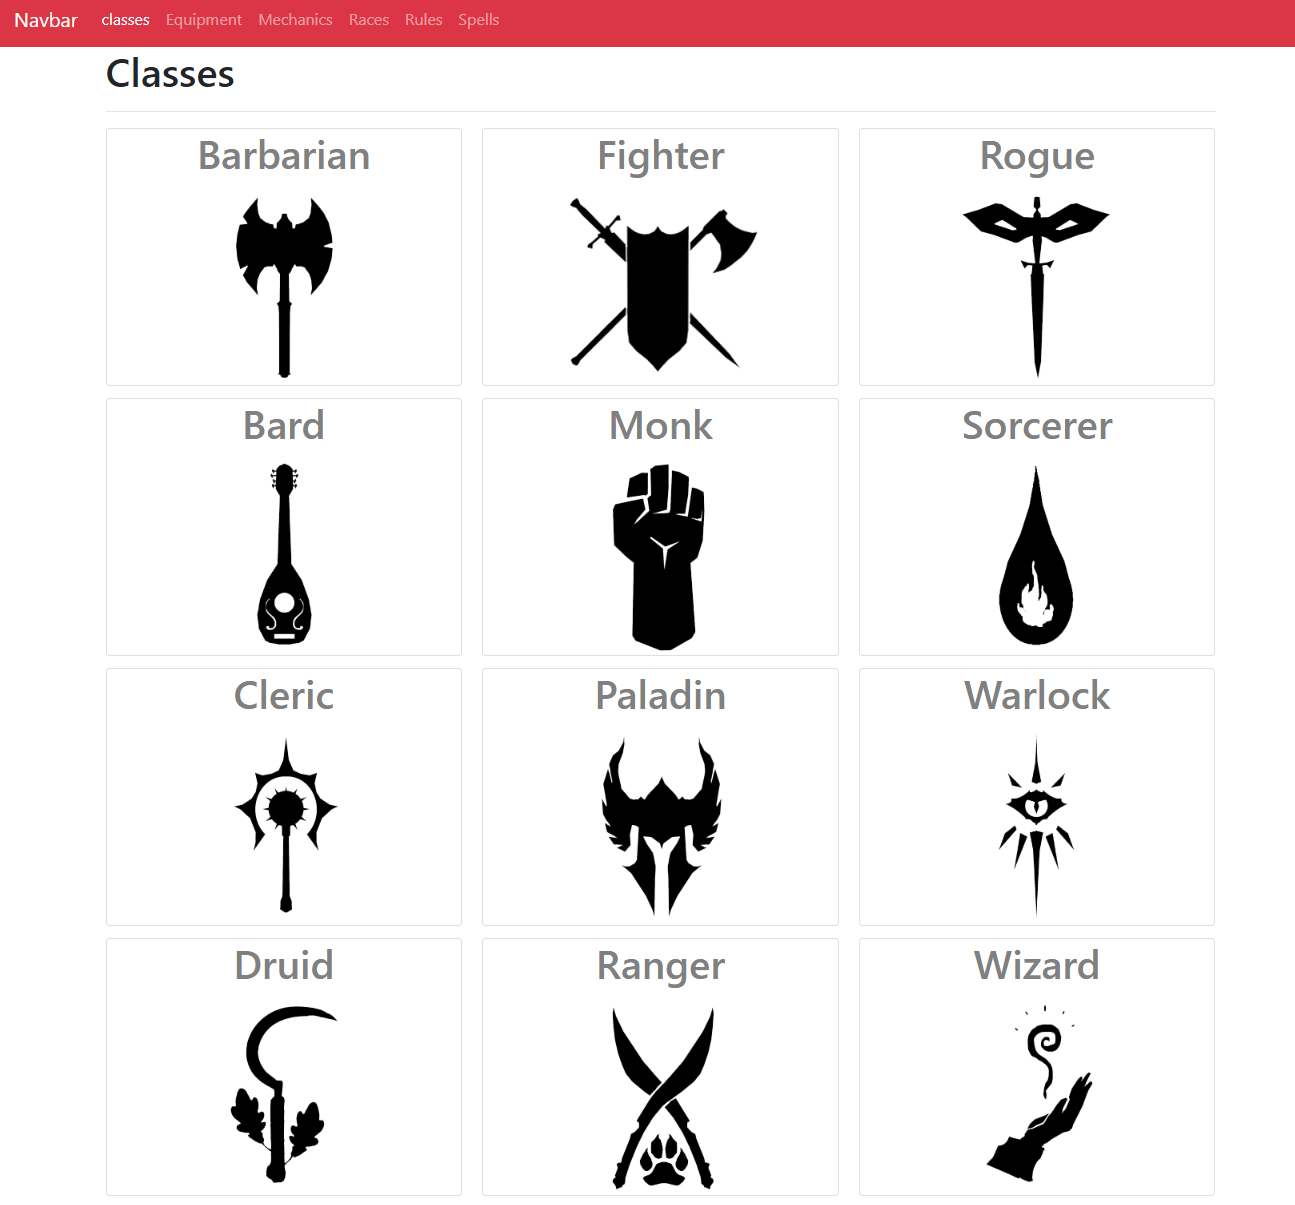 Navbar classes Equipment Mechanics Races Rules Spells
Classes
Barbarian Fighter Rogue
Bard Monk Sorcerer
Cleric Paladin Warlock
Druid Ranger Wizard